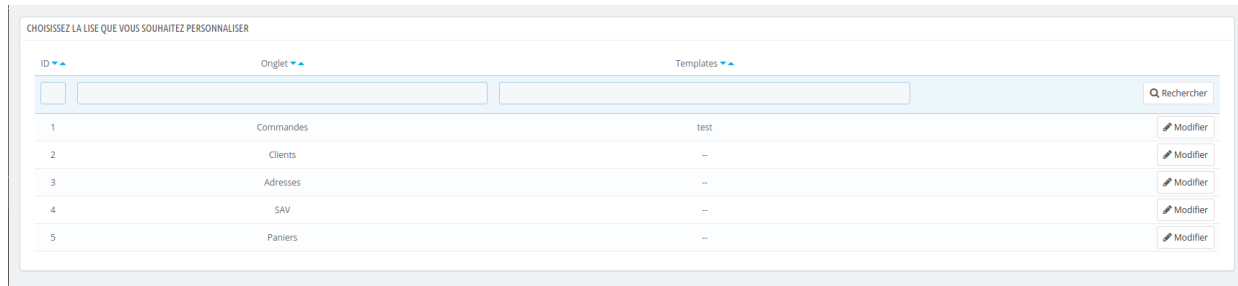 CHOISISSEZ LA LISE QUE VOUS SOUHAITEZ PERSONNALISER
ID Onglet Templates
Rechercher
1 Commandes test Modifier
2 Clients -- Modifier
3 Adresses -- Modifier
4 SAV -- Modifier
5 Paniers -- Modifier